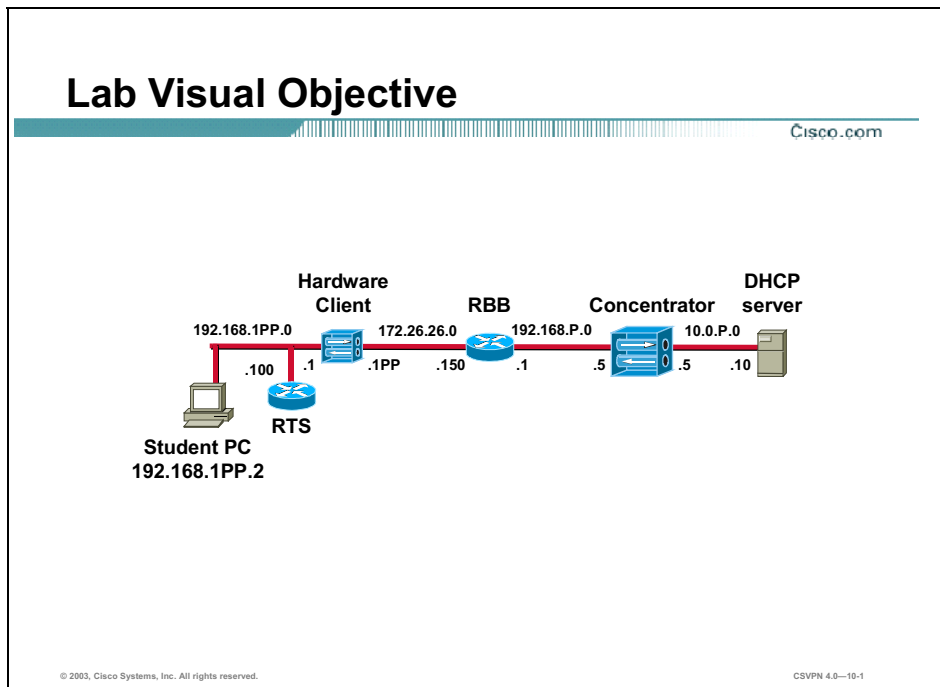 Lab Visual Objective
Cisco.com
Hardware
Client
RBB
Concentrator
DHCP
server
192.168.1PP.0
172.26.26.0
192.168.P.0
10.0.P.0
.100
.1
.1PP
.150
.1
.5
.5
.10
RTS
Student PC
192.168.1PP.2
© 2003, Cisco Systems, Inc. All rights reserved.
CSVPN 4.0—10-1